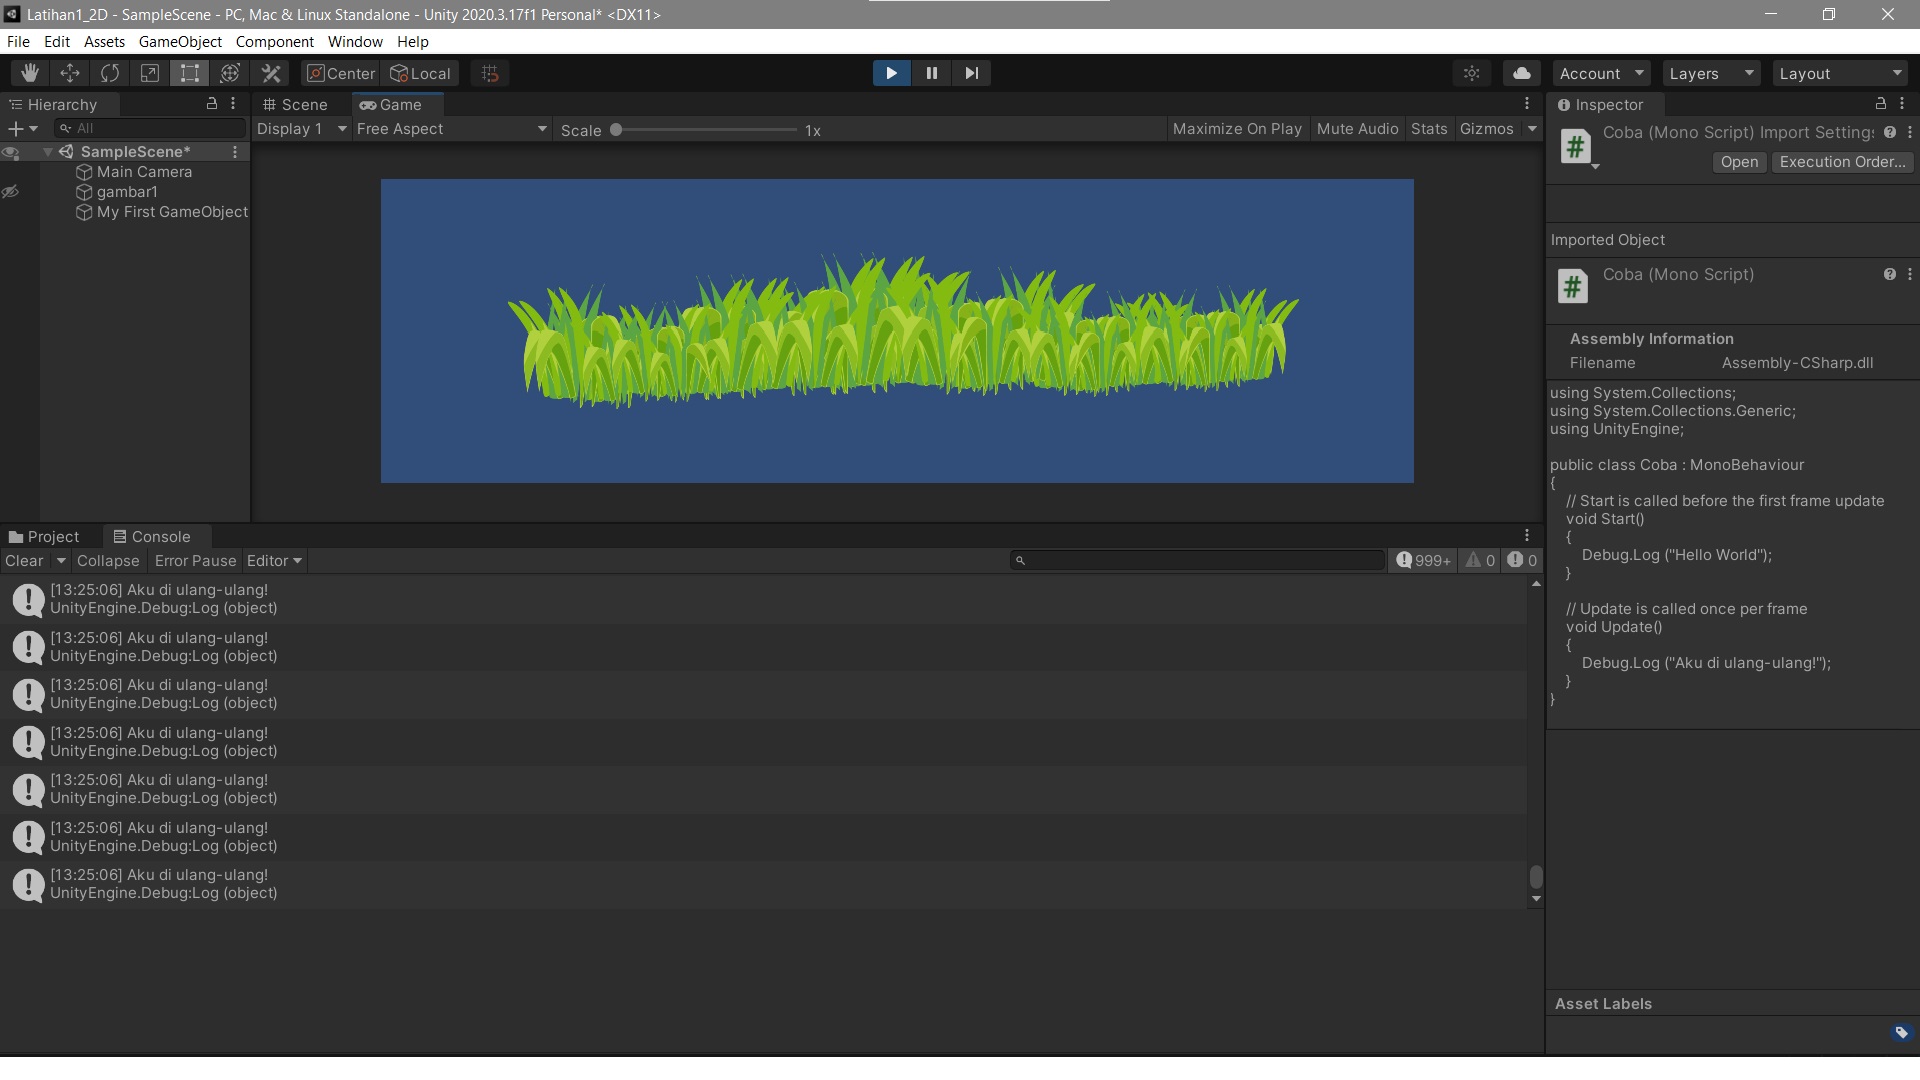 Latihan1_2D - SampleScene - PC, Mac & Linux Standalone - Unity 2020.3.17f1 Personal* <DX11>
File Edit Assets GameObject Component Window Help
Center Local Account Layers Layout
Hierarchy
All
SampleScene*
Main Camera
gambar1
My First GameObject
Scene Game
Display 1 Free Aspect Scale 1x Maximize On Play Mute Audio Stats Gizmos
Project Console
Clear Collapse Error Pause Editor 999+ 0 0
[13:25:06] Aku di ulang-ulang!
UnityEngine.Debug:Log (object)
[13:25:06] Aku di ulang-ulang!
UnityEngine.Debug:Log (object)
[13:25:06] Aku di ulang-ulang!
UnityEngine.Debug:Log (object)
[13:25:06] Aku di ulang-ulang!
UnityEngine.Debug:Log (object)
[13:25:06] Aku di ulang-ulang!
UnityEngine.Debug:Log (object)
[13:25:06] Aku di ulang-ulang!
UnityEngine.Debug:Log (object)
[13:25:06] Aku di ulang-ulang!
UnityEngine.Debug:Log (object)
Inspector
Coba (Mono Script) Import Settings
Open Execution Order...
Imported Object
Coba (Mono Script)
Assembly Information
Filename Assembly-CSharp.dll
using System.Collections;
using System.Collections.Generic;
using UnityEngine;
public class Coba : MonoBehaviour
{
// Start is called before the first frame update
void Start()
{
Debug.Log ("Hello World");
}
// Update is called once per frame
void Update()
{
Debug.Log ("Aku di ulang-ulang!");
}
}
Asset Labels